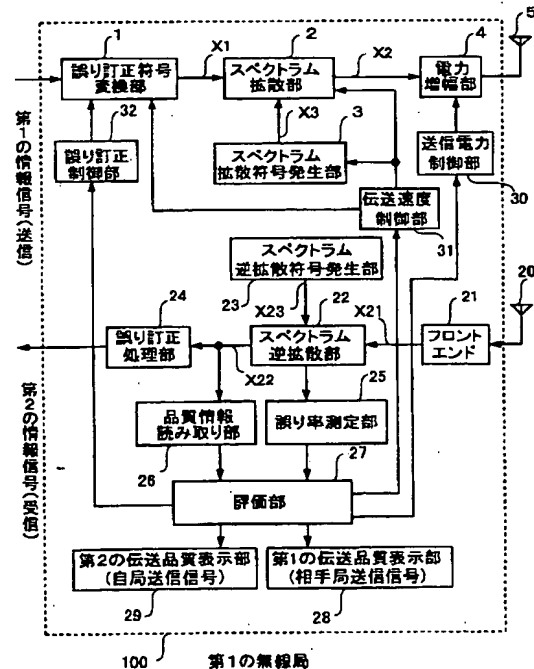 1
X1
2
X2
4
5
誤り訂正符号
変換部
スペクトラム
拡散部
電力
増幅部
32
X3
3
誤り訂正
制御部
スペクトラム
拡散符号発生部
送信電力
制御部
30
伝送速度
制御部
31
第1の情報信号(送信)
スペクトラム
逆拡散符号発生部
20
23
X23
22
X21
21
24
誤り訂正
処理部
スペクトラム
逆拡散部
フロント
エンド
X22
25
第2の情報信号(受信)
品質情報
読み取り部
誤り率測定部
26
27
評価部
第2の伝送品質表示部
(自局送信信号)
第1の伝送品質表示部
(相手局送信信号)
29
28
100
第1の無線局